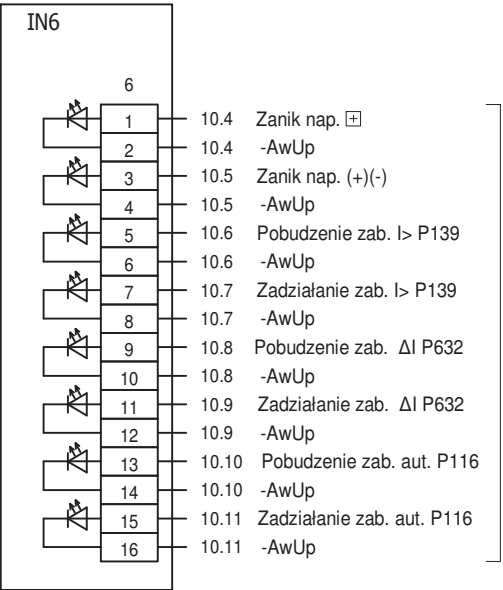 IN6
6
1 10.4 Zanik nap. ⊞
2 10.4 -AwUp
3 10.5 Zanik nap. (+)(-)
4 10.5 -AwUp
5 10.6 Pobudzenie zab. I> P139
6 10.6 -AwUp
7 10.7 Zadziałanie zab. I> P139
8 10.7 -AwUp
9 10.8 Pobudzenie zab. ΔI P632
10 10.8 -AwUp
11 10.9 Zadziałanie zab. ΔI P632
12 10.9 -AwUp
13 10.10 Pobudzenie zab. aut. P116
14 10.10 -AwUp
15 10.11 Zadziałanie zab. aut. P116
16 10.11 -AwUp